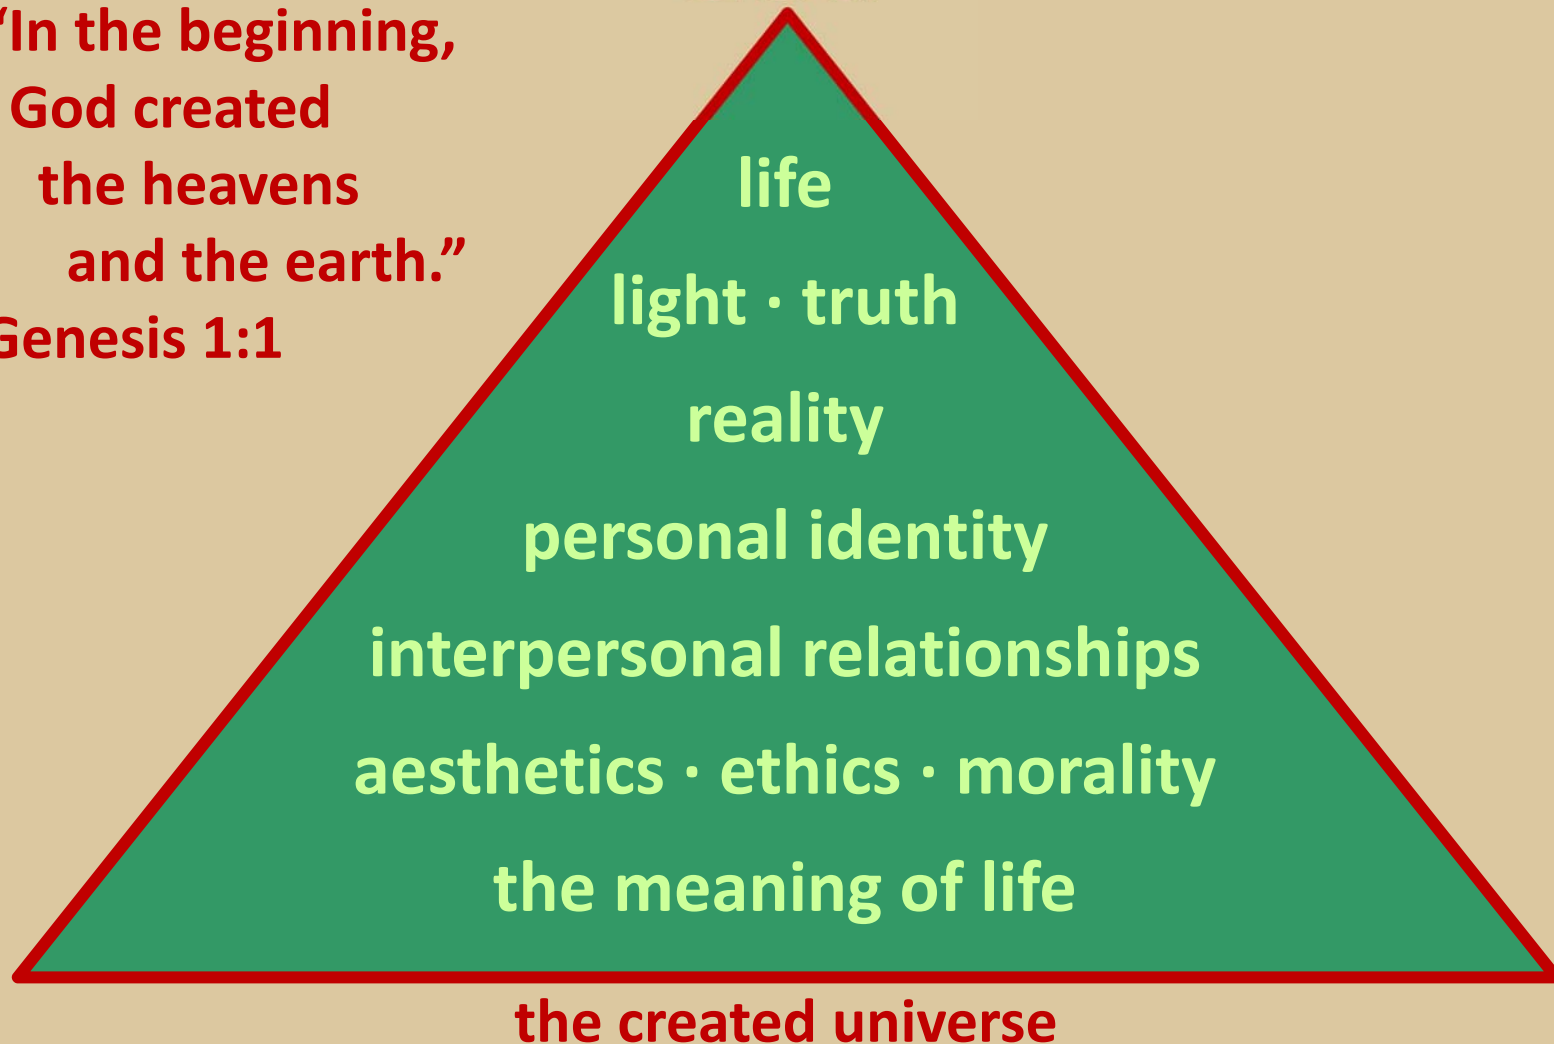 “In the beginning,
God created
the heavens
and the earth.”
Genesis 1:1
life
light · truth
reality
personal identity
interpersonal relationships
aesthetics · ethics · morality
the meaning of life
the created universe